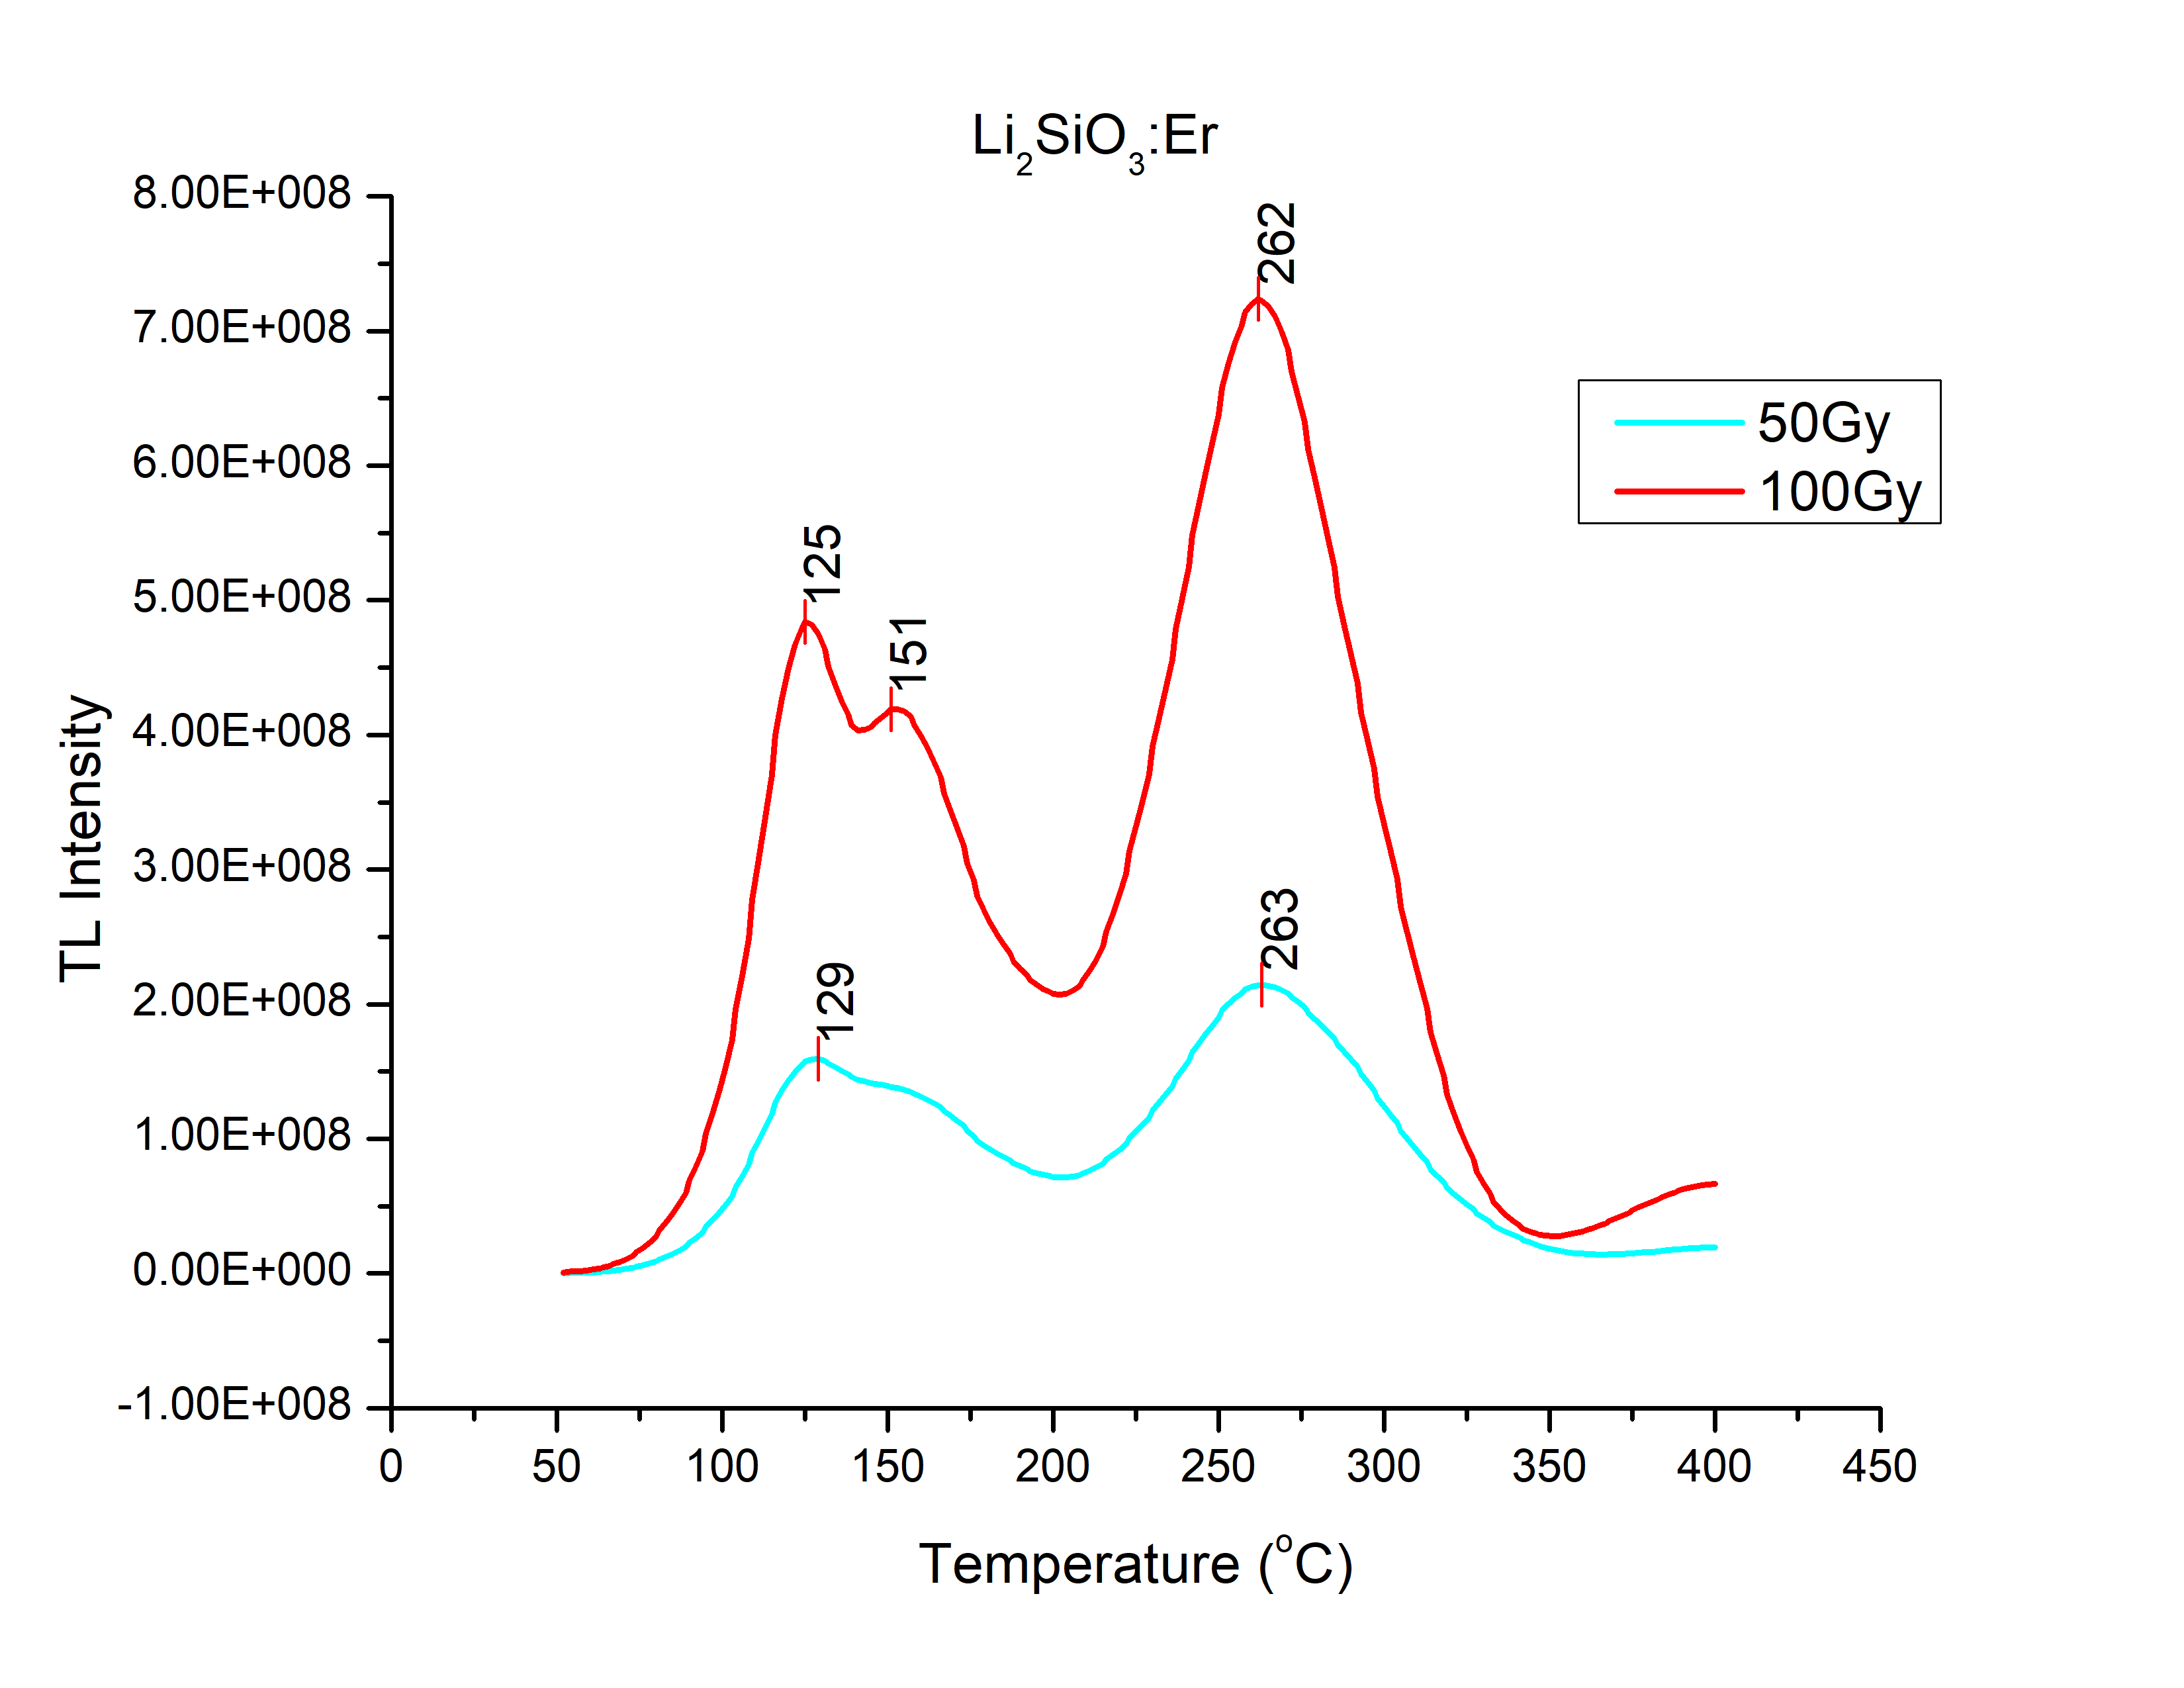 Li2SiO3:Er
8.00E+008
7.00E+008
6.00E+008
5.00E+008
4.00E+008
3.00E+008
2.00E+008
1.00E+008
0.00E+000
-1.00E+008
TL Intensity
262
125
151
263
129
50Gy
100Gy
0 50 100 150 200 250 300 350 400 450
Temperature (oC)